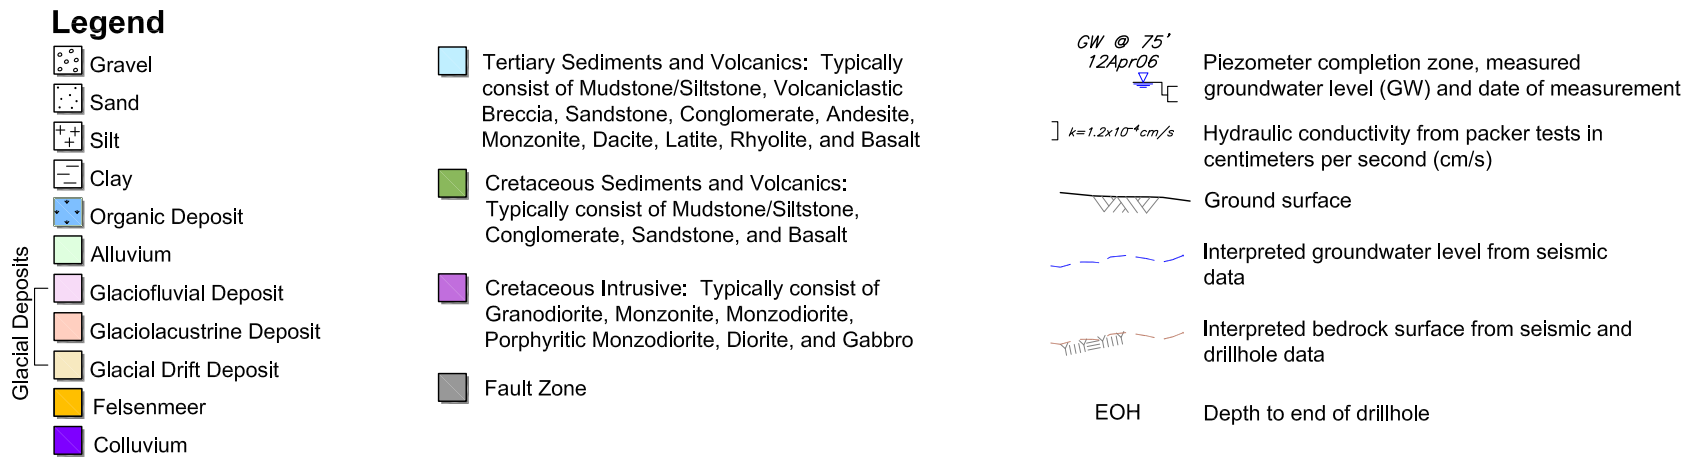 Legend
Gravel
Sand
Silt
Clay
Organic Deposit
Alluvium
Glacial Deposits
Glaciofluvial Deposit
Glaciolacustrine Deposit
Glacial Drift Deposit
Felsenmeer
Colluvium
Tertiary Sediments and Volcanics: Typically
consist of Mudstone/Siltstone, Volcaniclastic
Breccia, Sandstone, Conglomerate, Andesite,
Monzonite, Dacite, Latite, Rhyolite, and Basalt
Cretaceous Sediments and Volcanics:
Typically consist of Mudstone/Siltstone,
Conglomerate, Sandstone, and Basalt
Cretaceous Intrusive: Typically consist of
Granodiorite, Monzonite, Monzodiorite,
Porphyritic Monzodiorite, Diorite, and Gabbro
Fault Zone
GW @ 75'
12Apr06
Piezometer completion zone, measured
groundwater level (GW) and date of measurement
k=1.2x10⁻⁴cm/s
Hydraulic conductivity from packer tests in
centimeters per second (cm/s)
Ground surface
Interpreted groundwater level from seismic
data
Interpreted bedrock surface from seismic and
drillhole data
EOH
Depth to end of drillhole